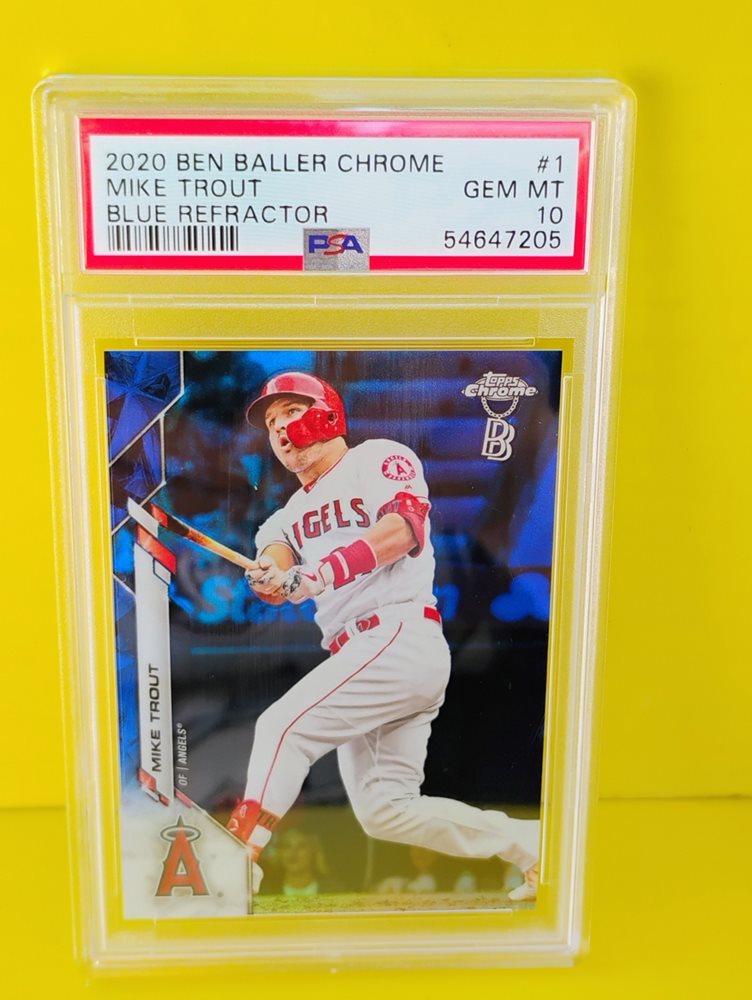 2020 BEN BALLER CHROME #1
MIKE TROUT GEM MT
BLUE REFRACTOR 10
PSA 54647205
Topps
Chrome
B
A
ANGELS
MIKE TROUT
OF | ANGELS®
A